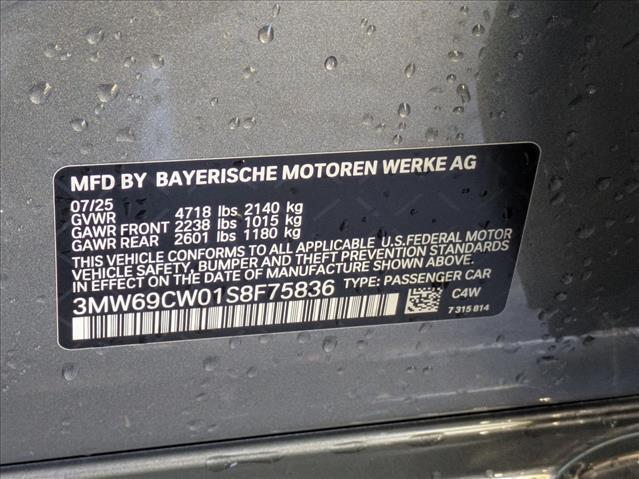 MFD BY BAYERISCHE MOTOREN WERKE AG
07/25
GVWR 4718 lbs 2140 kg
GAWR FRONT 2238 lbs 1015 kg
GAWR REAR 2601 lbs 1180 kg
THIS VEHICLE CONFORMS TO ALL APPLICABLE U.S.FEDERAL MOTOR
VEHICLE SAFETY, BUMPER AND THEFT PREVENTION STANDARDS
IN EFFECT ON THE DATE OF MANUFACTURE SHOWN ABOVE.
3MW69CW01S8F75836 TYPE: PASSENGER CAR
C4W
7 315 814